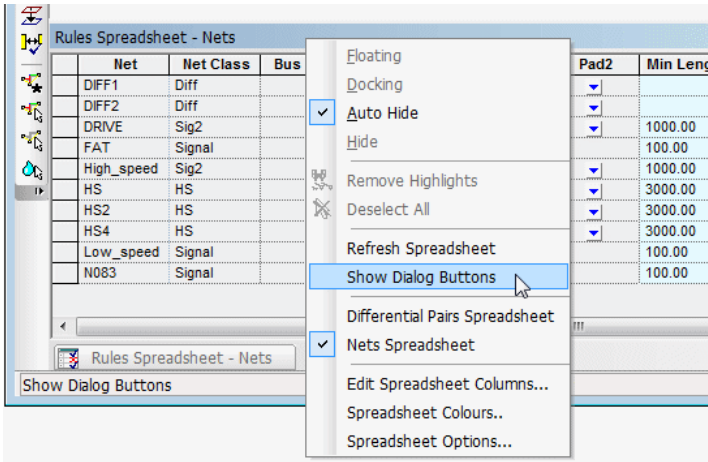 Rules Spreadsheet - Nets
Net Net Class Bus Pad2 Min Leng
DIFF1 Diff
DIFF2 Diff
DRIVE Sig2 1000.00
FAT Signal 100.00
High_speed Sig2 1000.00
HS HS 3000.00
HS2 HS 3000.00
HS4 HS 3000.00
Low_speed Signal 100.00
N083 Signal 100.00
Floating
Docking
Auto Hide
Hide
Remove Highlights
Deselect All
Refresh Spreadsheet
Show Dialog Buttons
Differential Pairs Spreadsheet
Nets Spreadsheet
Edit Spreadsheet Columns...
Spreadsheet Colours..
Spreadsheet Options...
Rules Spreadsheet - Nets
Show Dialog Buttons